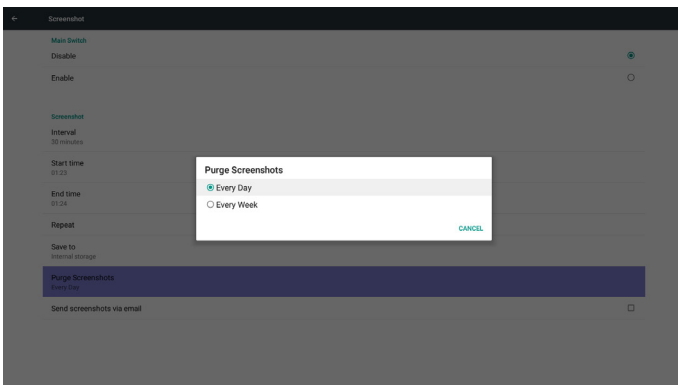 Screenshot
Main Switch
Disable
Enable
Screenshot
Interval
30 minutes
Start time
01:23
End time
01:24
Repeat
Save to
Internal storage
Purge Screenshots
Every Day
Send screenshots via email
Purge Screenshots
Every Day
Every Week
CANCEL